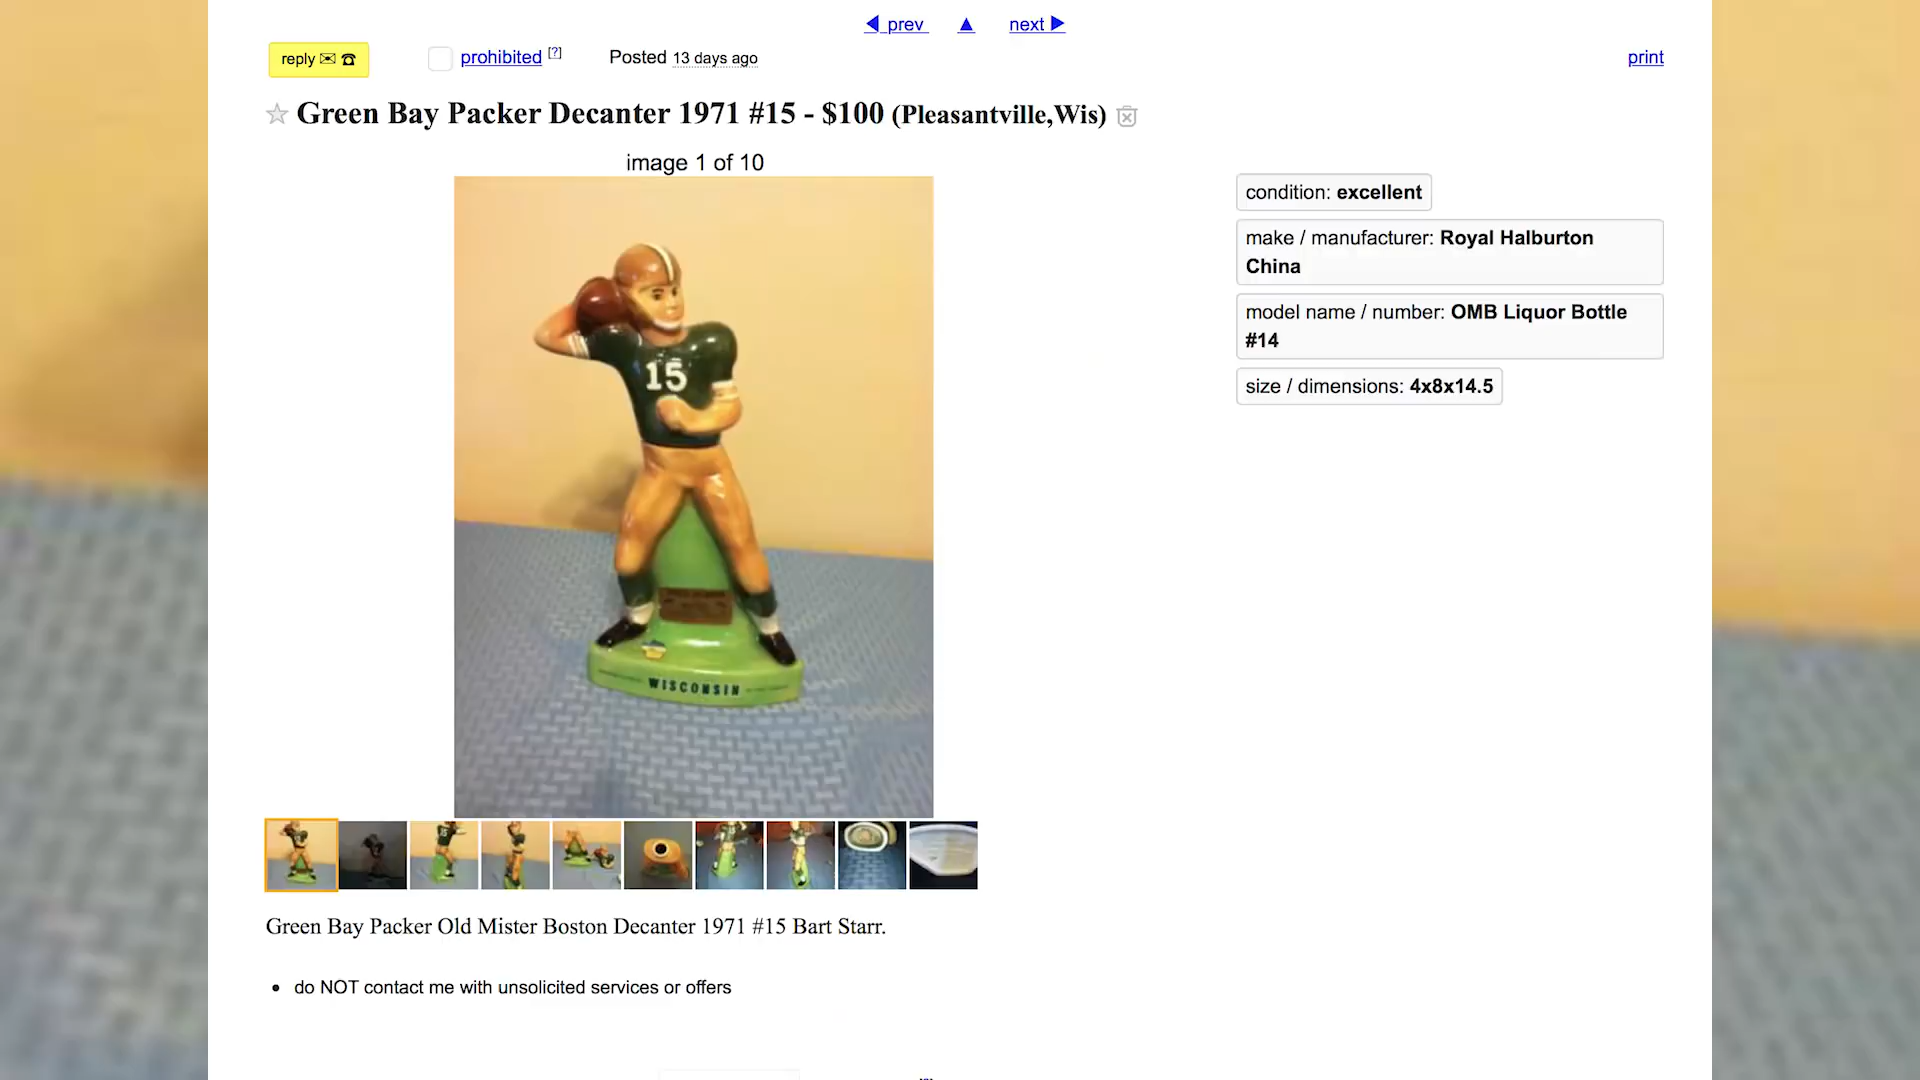 prev ▲ next
reply
prohibited [?]
Posted 13 days ago
print
Green Bay Packer Decanter 1971 #15 - $100 (Pleasantville,Wis)
image 1 of 10
condition: excellent
make / manufacturer: Royal Halburton
China
model name / number: OMB Liquor Bottle
#14
size / dimensions: 4x8x14.5
15
WISCONSIN
Green Bay Packer Old Mister Boston Decanter 1971 #15 Bart Starr.
• do NOT contact me with unsolicited services or offers